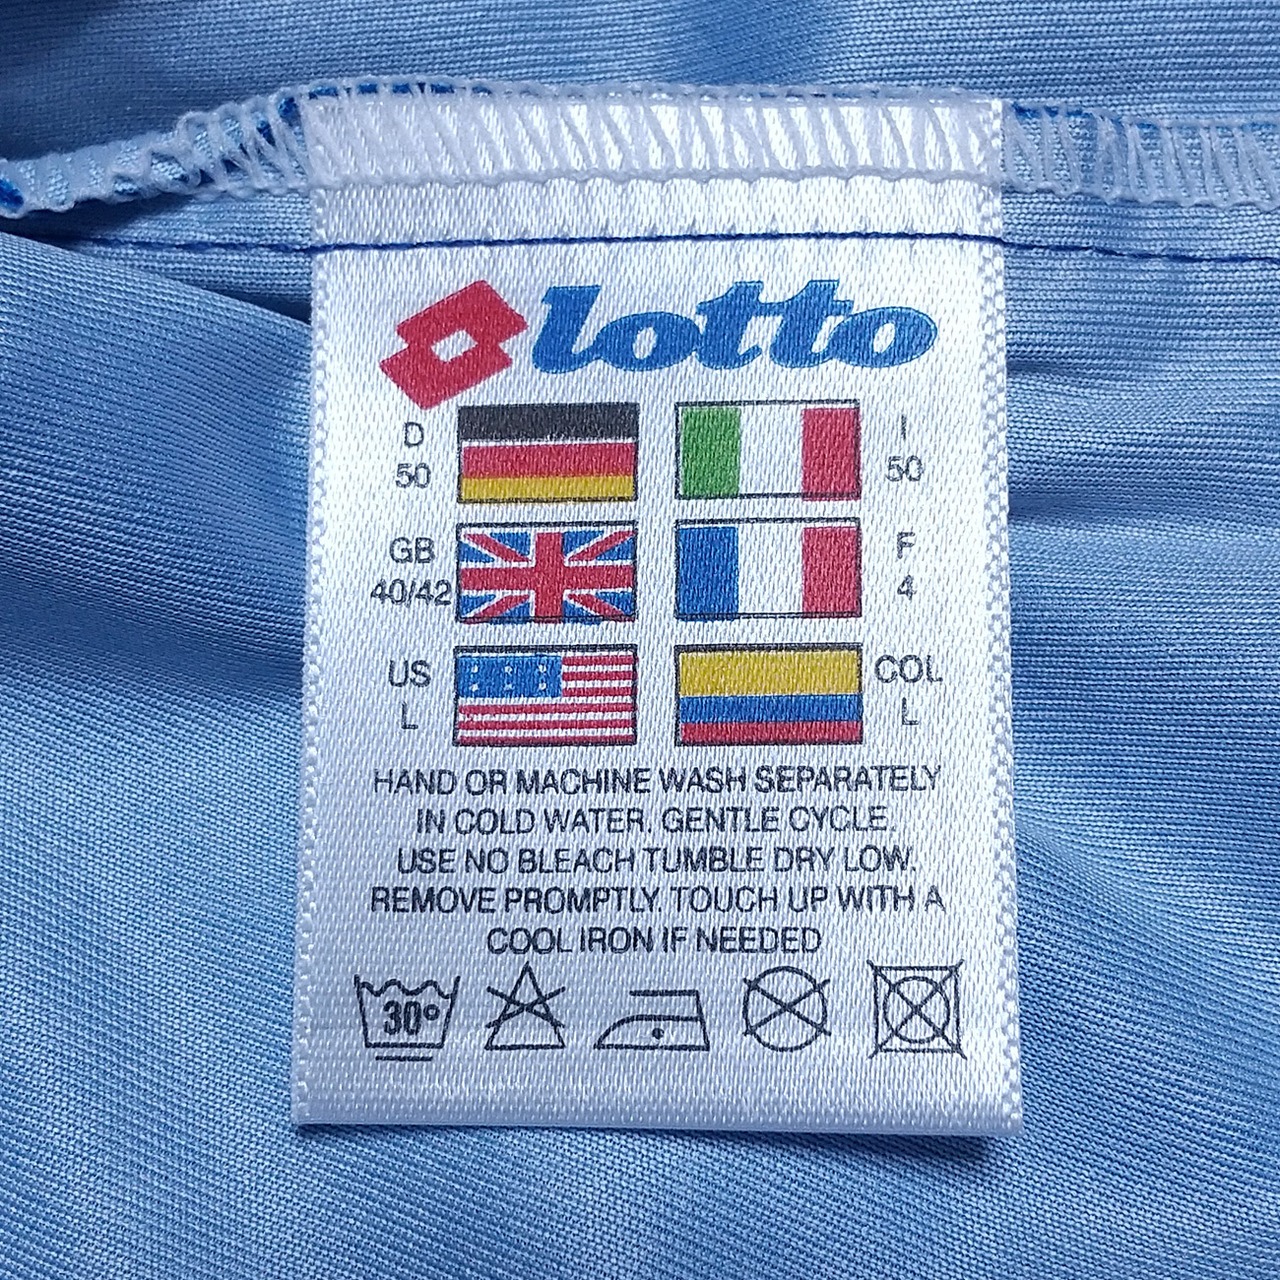 lotto
D I
50 50
GB F
40/42 4
US COL
L L
HAND OR MACHINE WASH SEPARATELY
IN COLD WATER. GENTLE CYCLE.
USE NO BLEACH TUMBLE DRY LOW.
REMOVE PROMPTLY. TOUCH UP WITH A
COOL IRON IF NEEDED
30°